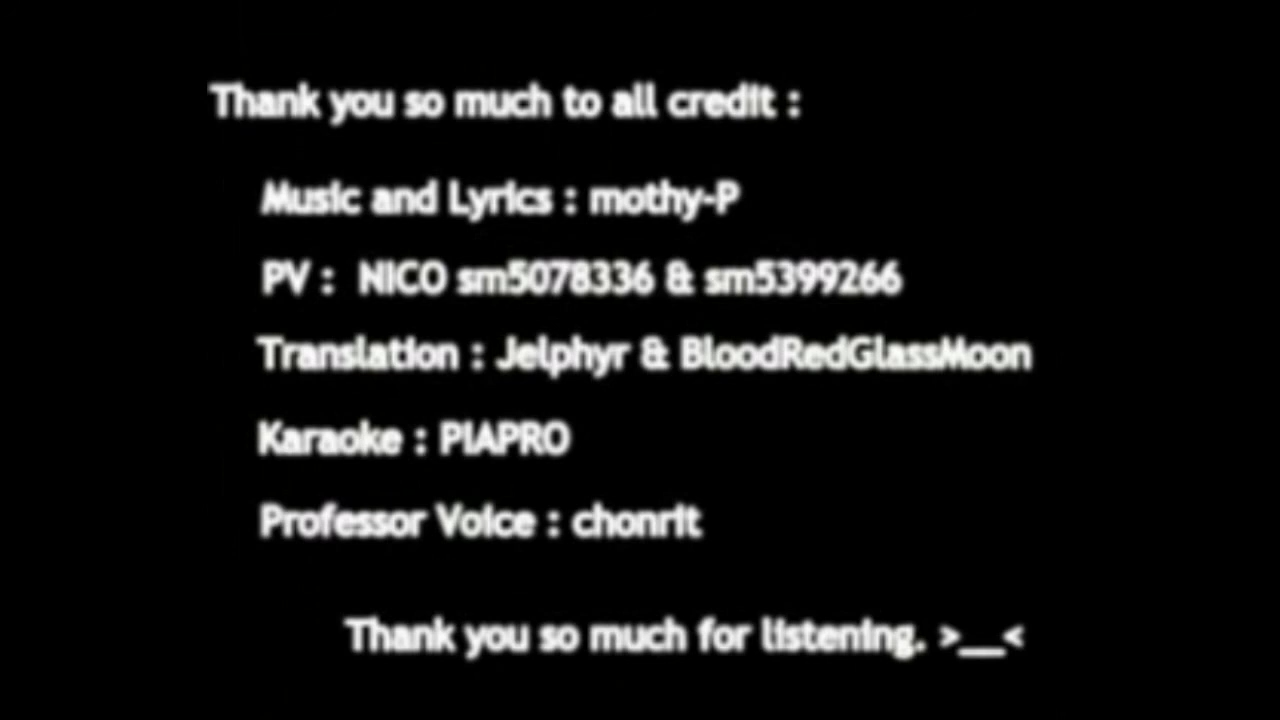 Thank you so much to all credit :
Music and Lyrics : mothy-P
PV : NICO sm5078336 & sm5399266
Translation : Jelphyr & BloodRedGlassMoon
Karaoke : PIAPRO
Professor Voice : chonrit
Thank you so much for listening. >__<